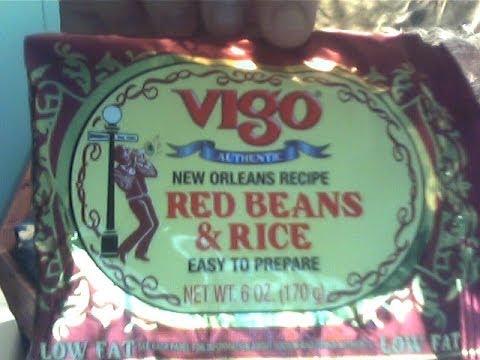 Vigo®
AUTHENTIC
NEW ORLEANS RECIPE
RED BEANS
& RICE
EASY TO PREPARE
NET WT. 6 OZ. (170 g)
LOW FAT
LOW FAT